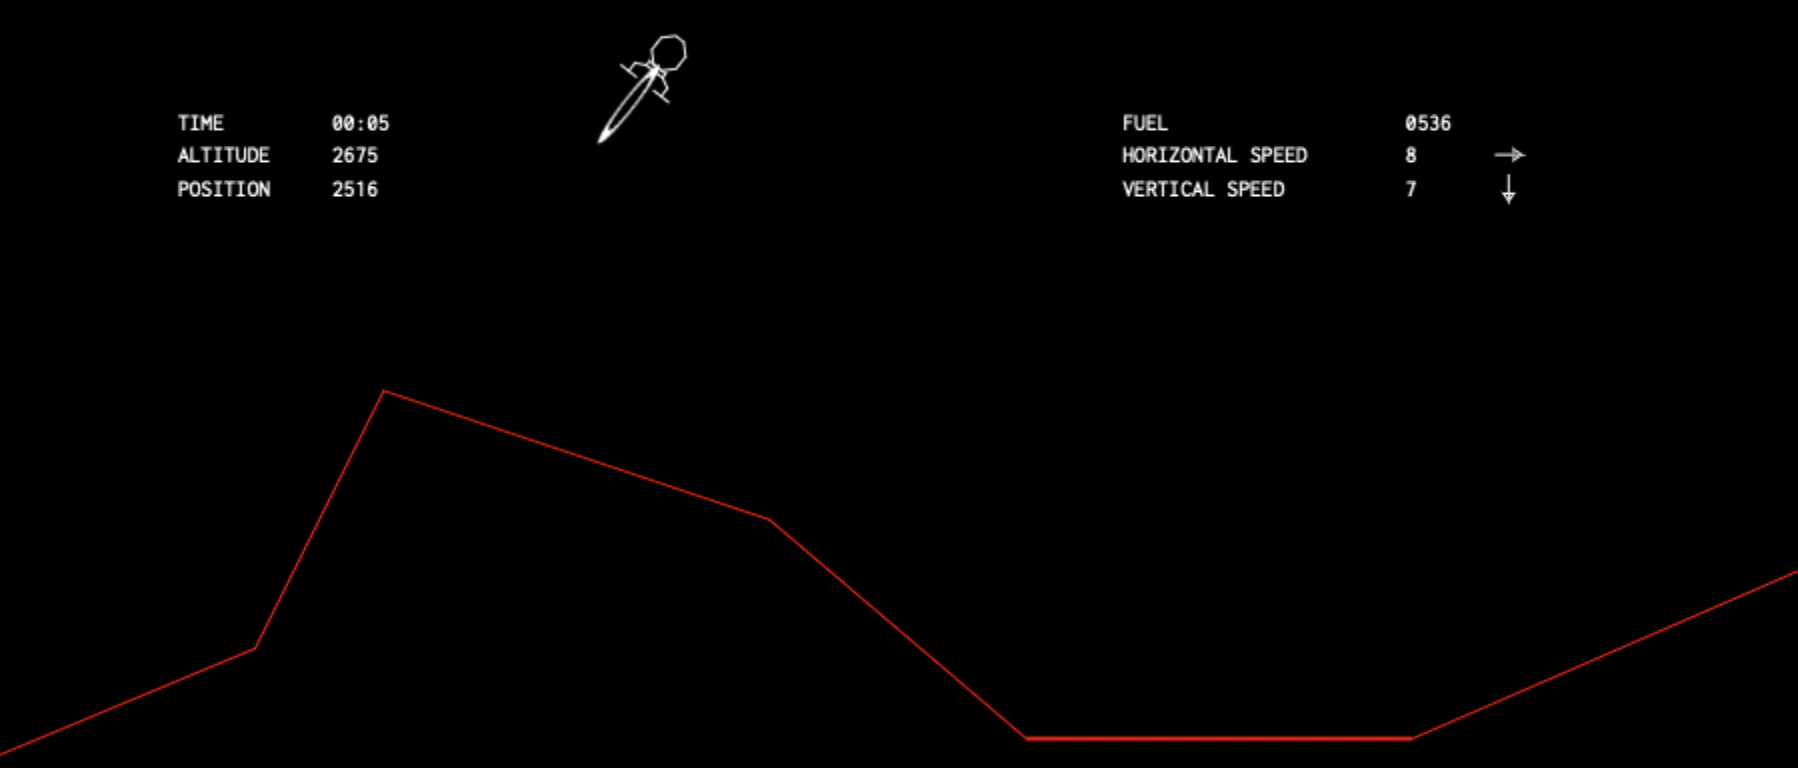 TIME 00:05
ALTITUDE 2675
POSITION 2516
FUEL 0536
HORIZONTAL SPEED 8
VERTICAL SPEED 7